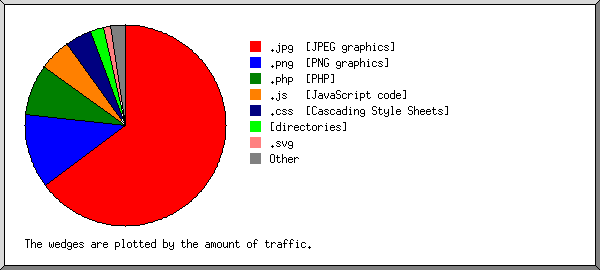 .jpg [JPEG graphics]
.png [PNG graphics]
.php [PHP]
.js [JavaScript code]
.css [Cascading Style Sheets]
[directories]
.svg
Other
The wedges are plotted by the amount of traffic.